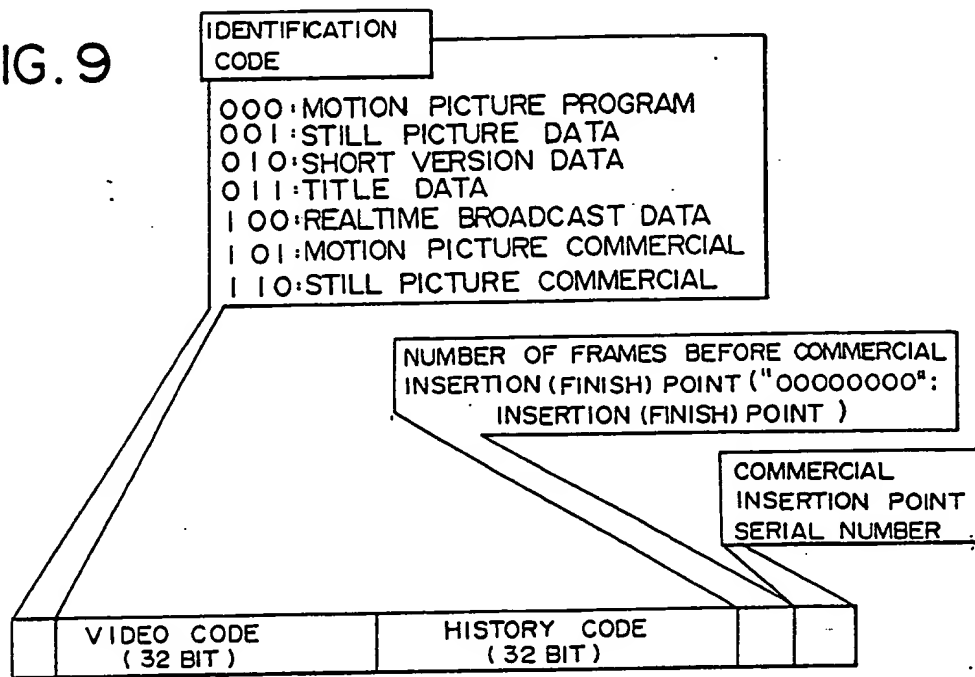 IG. 9
IDENTIFICATION
CODE
000:MOTION PICTURE PROGRAM
001:STILL PICTURE DATA
010:SHORT VERSION DATA
011:TITLE DATA
100:REALTIME BROADCAST DATA
101:MOTION PICTURE COMMERCIAL
110:STILL PICTURE COMMERCIAL
NUMBER OF FRAMES BEFORE COMMERCIAL
INSERTION (FINISH) POINT ("00000000":
INSERTION (FINISH) POINT )
COMMERCIAL
INSERTION POINT
SERIAL NUMBER
VIDEO CODE
( 32 BIT )
HISTORY CODE
( 32 BIT )